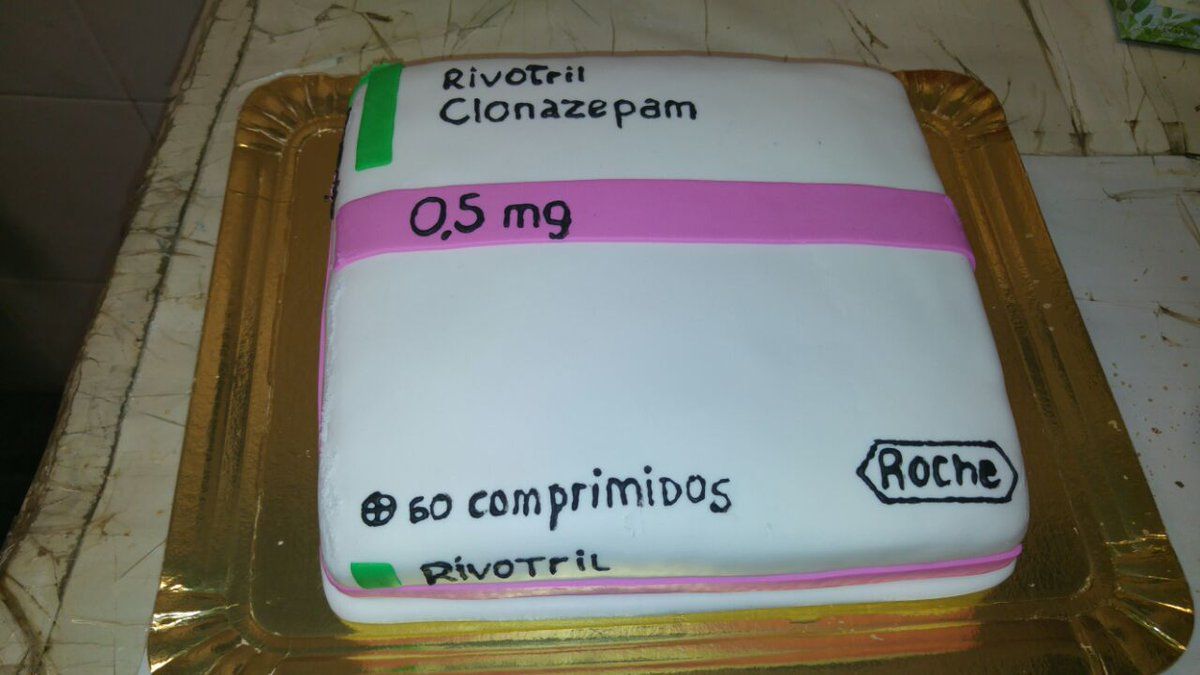 Rivotril
Clonazepam
0,5 mg
60 comprimidos
Roche
Rivotril